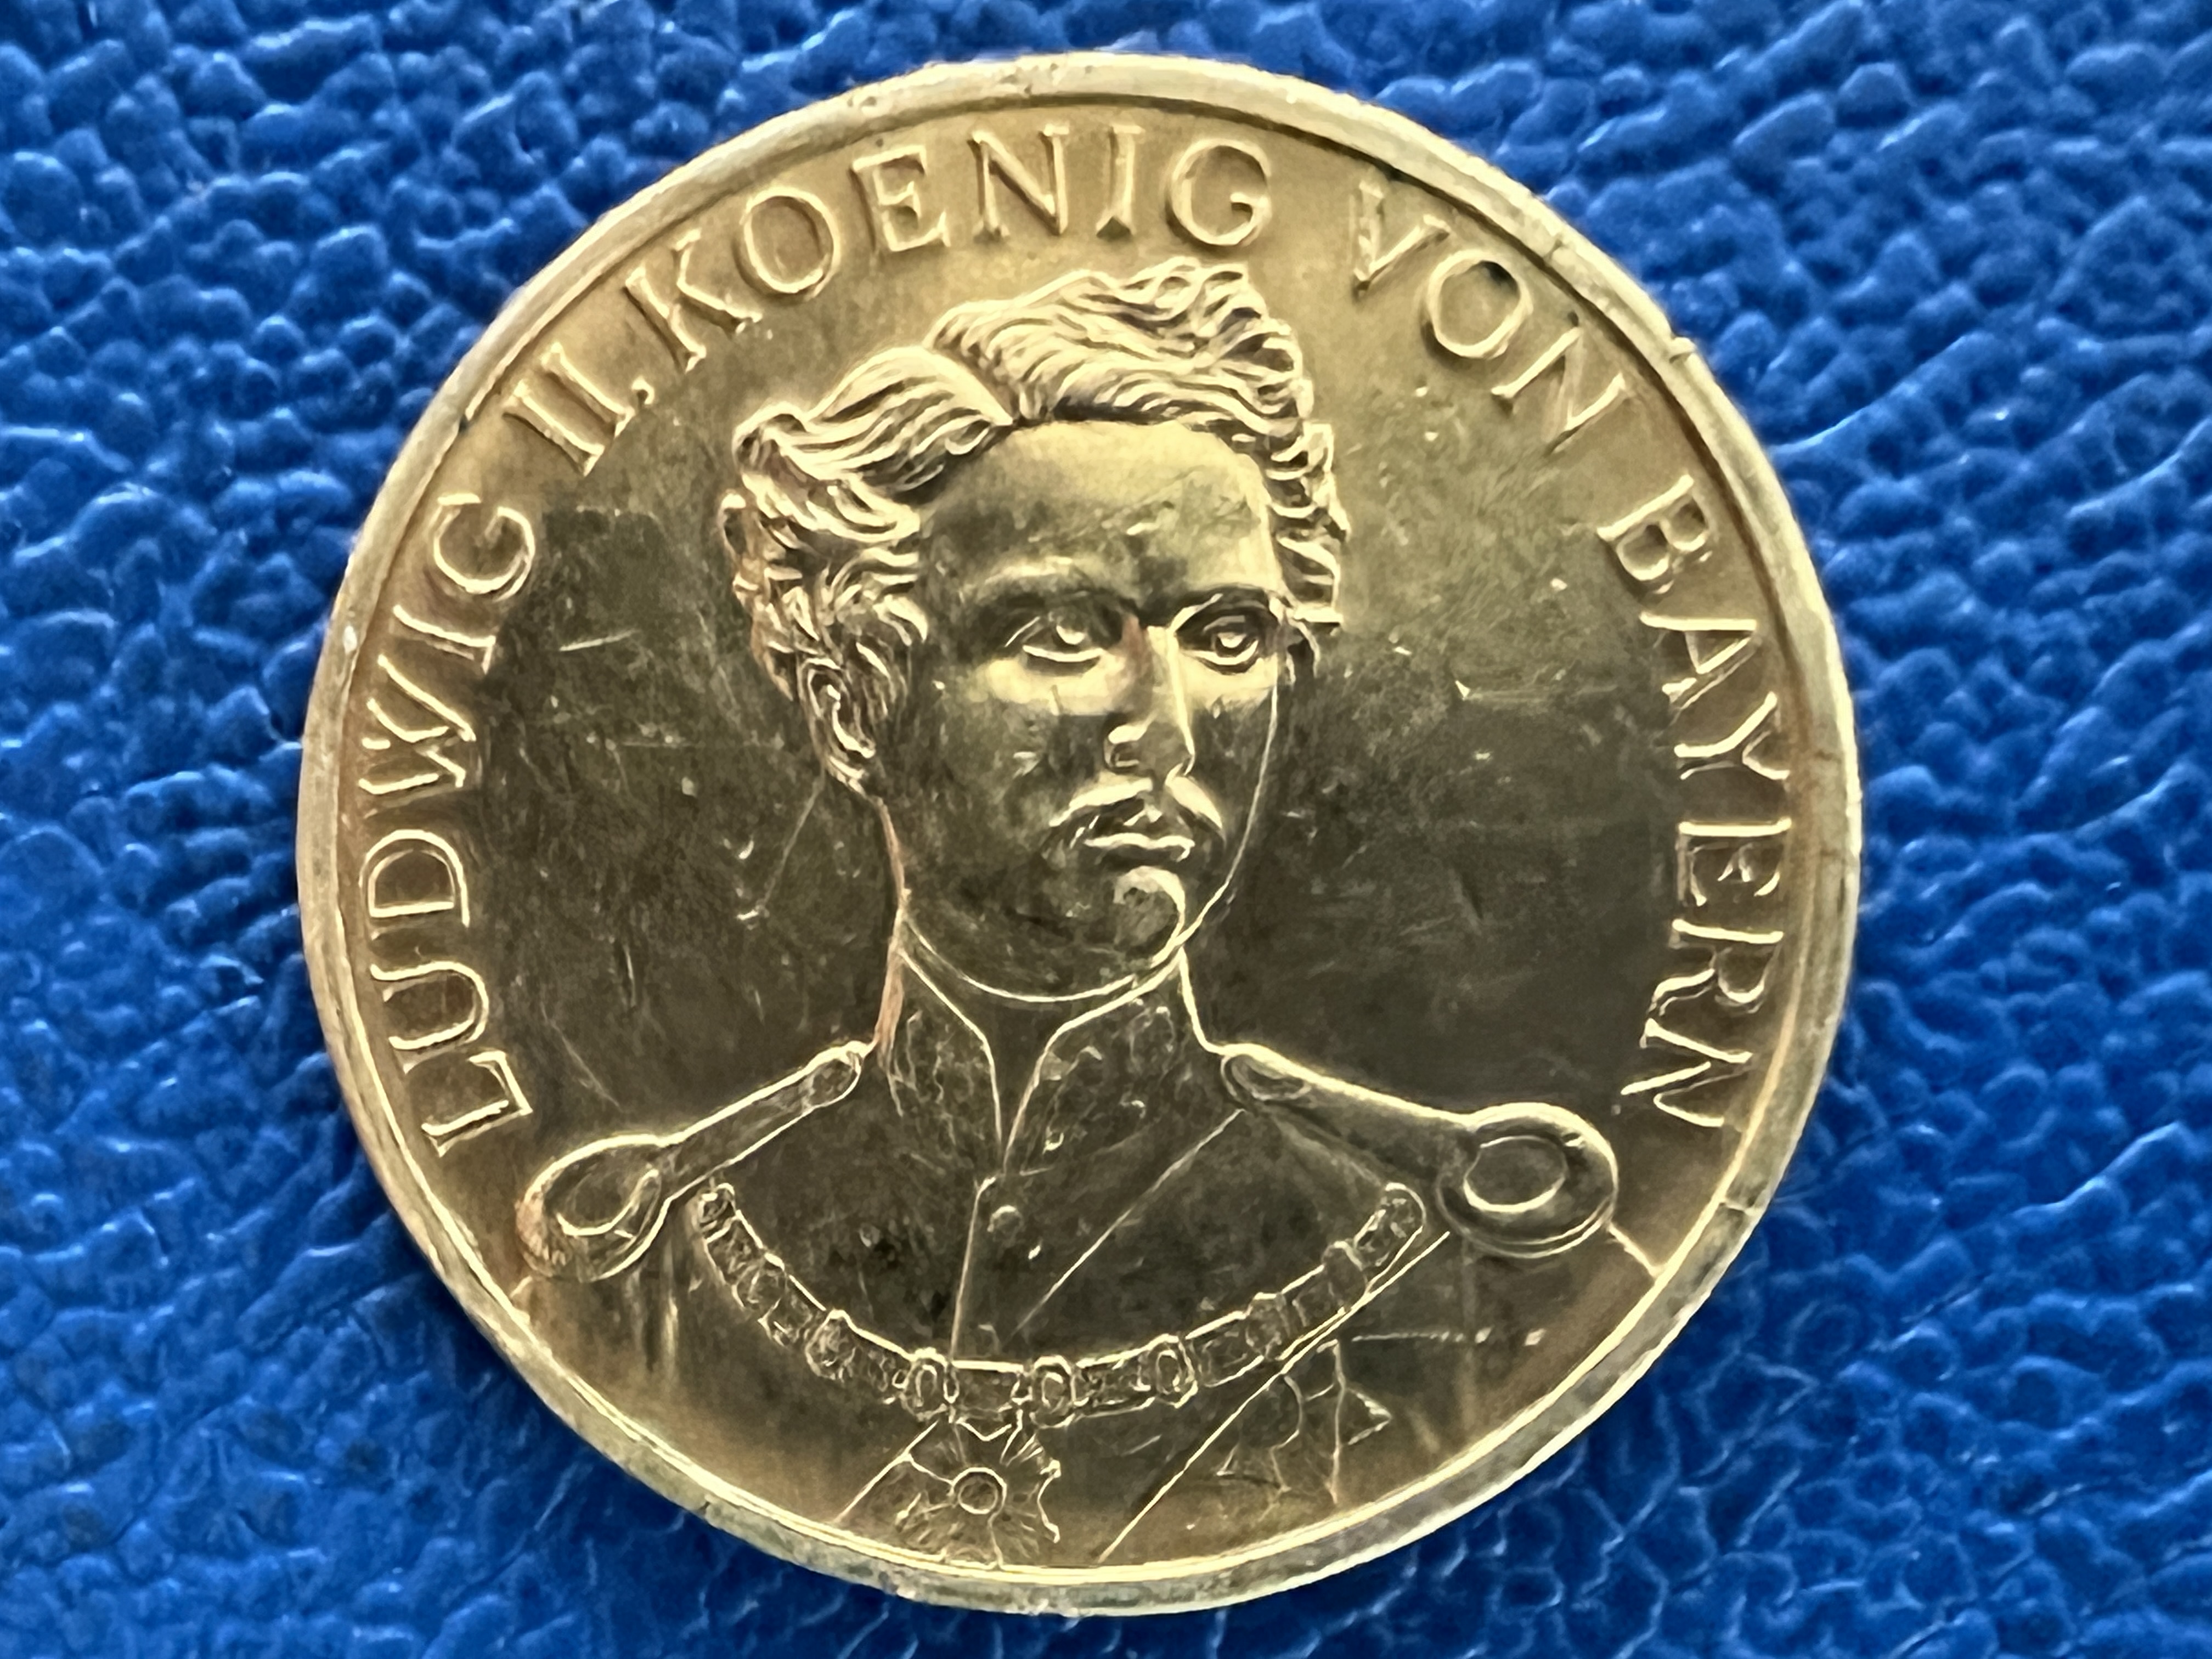 LUDWIG II. KOENIG VON BAYERN